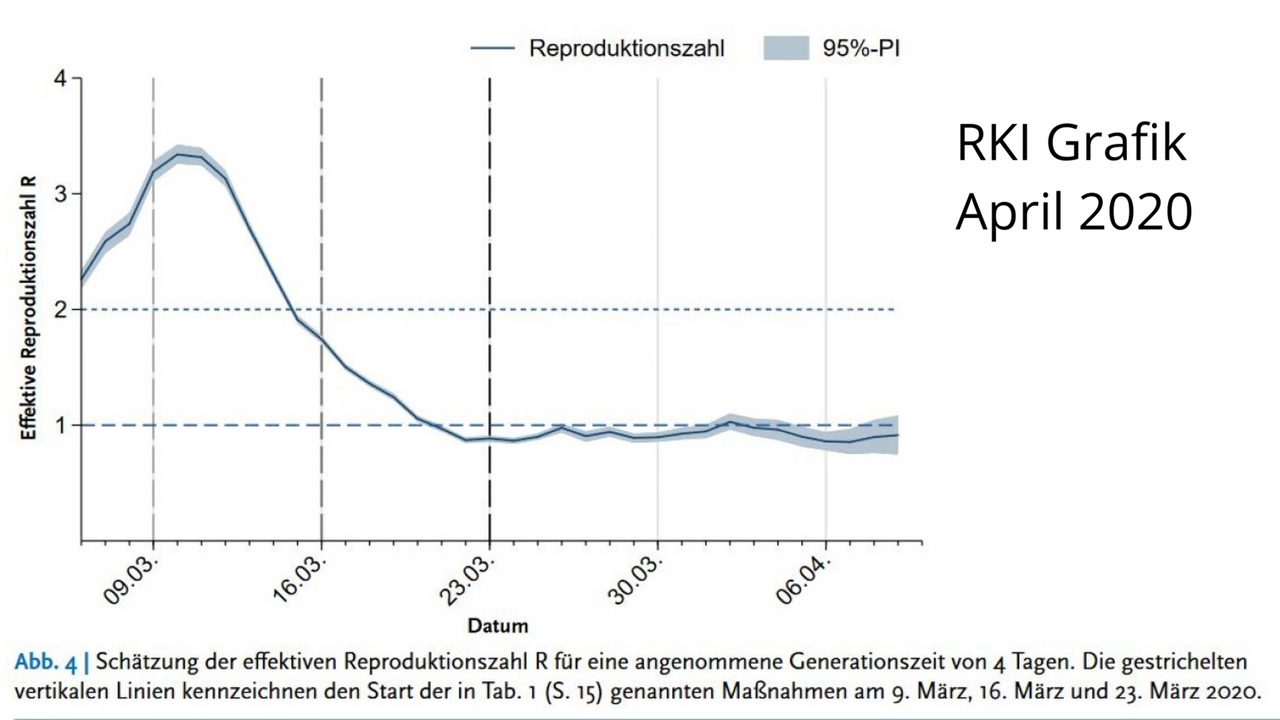 Reproduktionszahl 95%-PI
RKI Grafik
April 2020
Effektive Reproduktionszahl R
4
3
2
1
09.03. 16.03. 23.03. 30.03. 06.04.
Datum
Abb. 4 | Schätzung der effektiven Reproduktionszahl R für eine angenommene Generationszeit von 4 Tagen. Die gestrichelten
vertikalen Linien kennzeichnen den Start der in Tab. 1 (S. 15) genannten Maßnahmen am 9. März, 16. März und 23. März 2020.